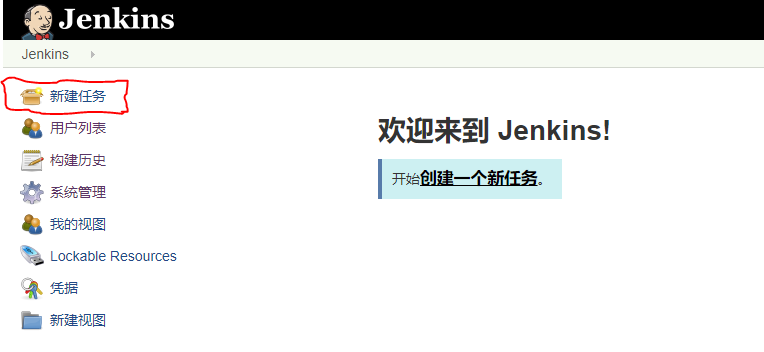 Jenkins
Jenkins
新建任务
用户列表
构建历史
系统管理
我的视图
Lockable Resources
凭据
新建视图
欢迎来到 Jenkins!
开始创建一个新任务。